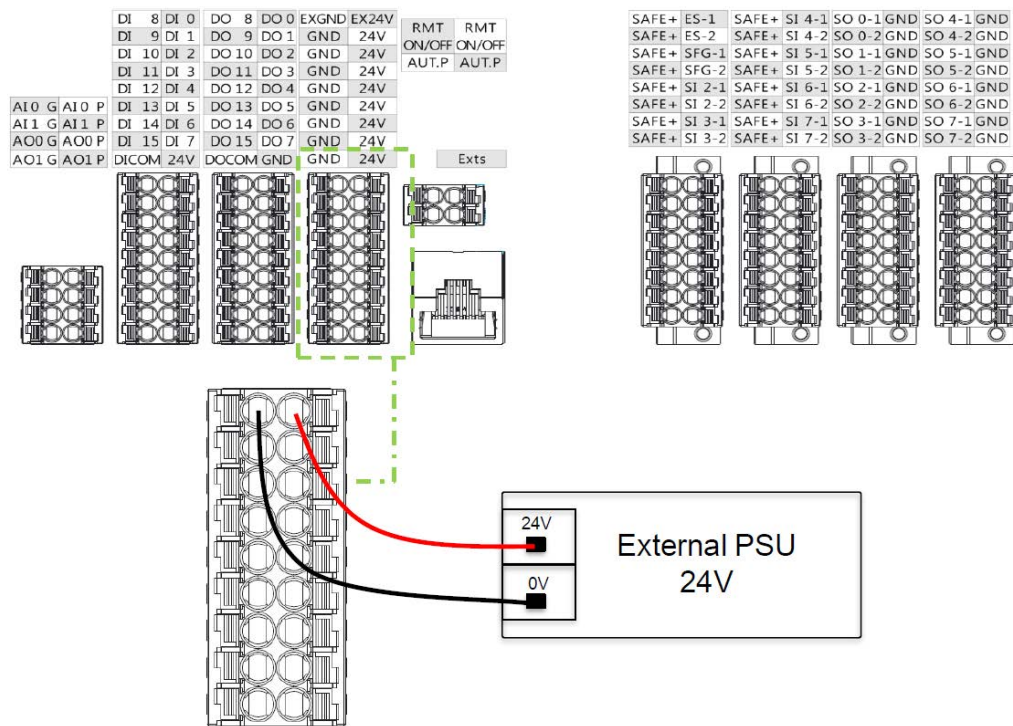 DI 8 DI 0 DO 8 DO 0 EXGND EX24V
DI 9 DI 1 DO 9 DO 1 GND 24V
DI 10 DI 2 DO 10 DO 2 GND 24V
DI 11 DI 3 DO 11 DO 3 GND 24V
DI 12 DI 4 DO 12 DO 4 GND 24V
AI0 G AI0 P DI 13 DI 5 DO 13 DO 5 GND 24V
AI1 G AI1 P DI 14 DI 6 DO 14 DO 6 GND 24V
AO0 G AO0 P DI 15 DI 7 DO 15 DO 7 GND 24V
AO1 G AO1 P DICOM 24V DOCOM GND GND 24V
RMT RMT
ON/OFF ON/OFF
AUT.P AUT.P
Exts
SAFE+ ES-1 SAFE+ SI 4-1 SO 0-1 GND SO 4-1 GND
SAFE+ ES-2 SAFE+ SI 4-2 SO 0-2 GND SO 4-2 GND
SAFE+ SFG-1 SAFE+ SI 5-1 SO 1-1 GND SO 5-1 GND
SAFE+ SFG-2 SAFE+ SI 5-2 SO 1-2 GND SO 5-2 GND
SAFE+ SI 2-1 SAFE+ SI 6-1 SO 2-1 GND SO 6-1 GND
SAFE+ SI 2-2 SAFE+ SI 6-2 SO 2-2 GND SO 6-2 GND
SAFE+ SI 3-1 SAFE+ SI 7-1 SO 3-1 GND SO 7-1 GND
SAFE+ SI 3-2 SAFE+ SI 7-2 SO 3-2 GND SO 7-2 GND
24V
0V
External PSU
24V